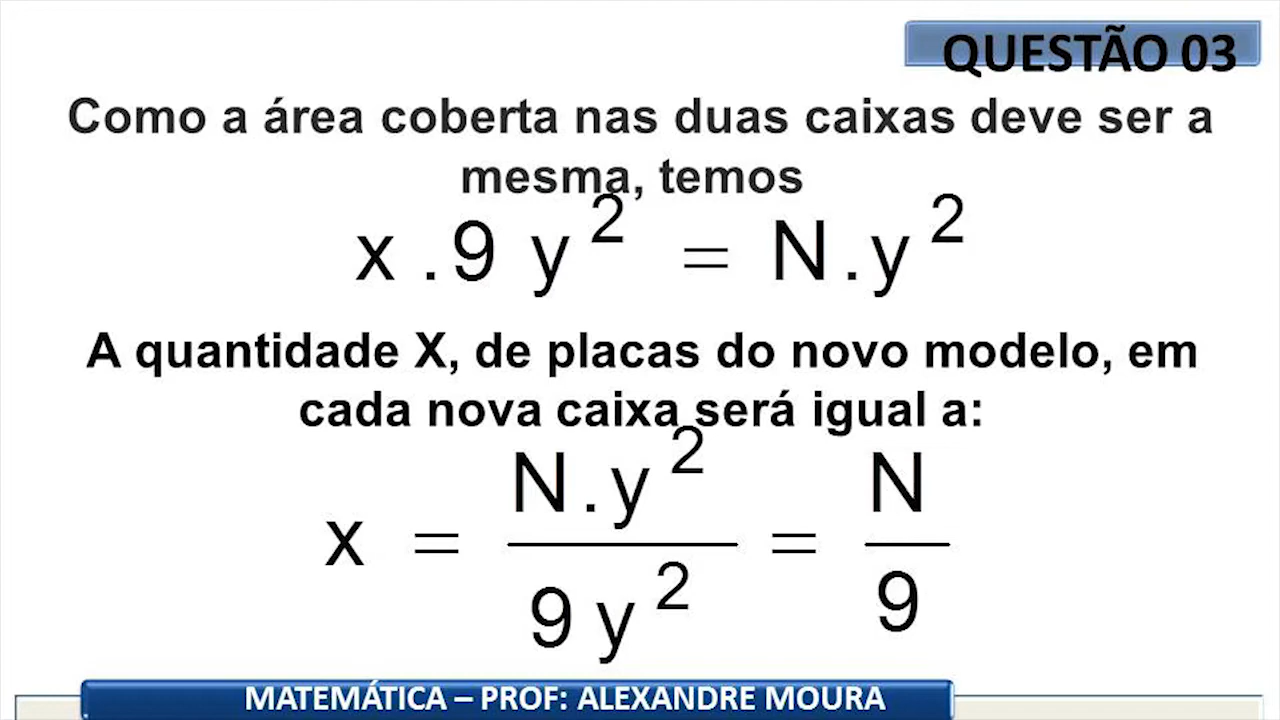 QUESTÃO 03
Como a área coberta nas duas caixas deve ser a
mesma, temos
x . 9 y² = N . y²
A quantidade X, de placas do novo modelo, em
cada nova caixa será igual a:
x = N . y² / 9 y² = N / 9
MATEMÁTICA – PROF: ALEXANDRE MOURA